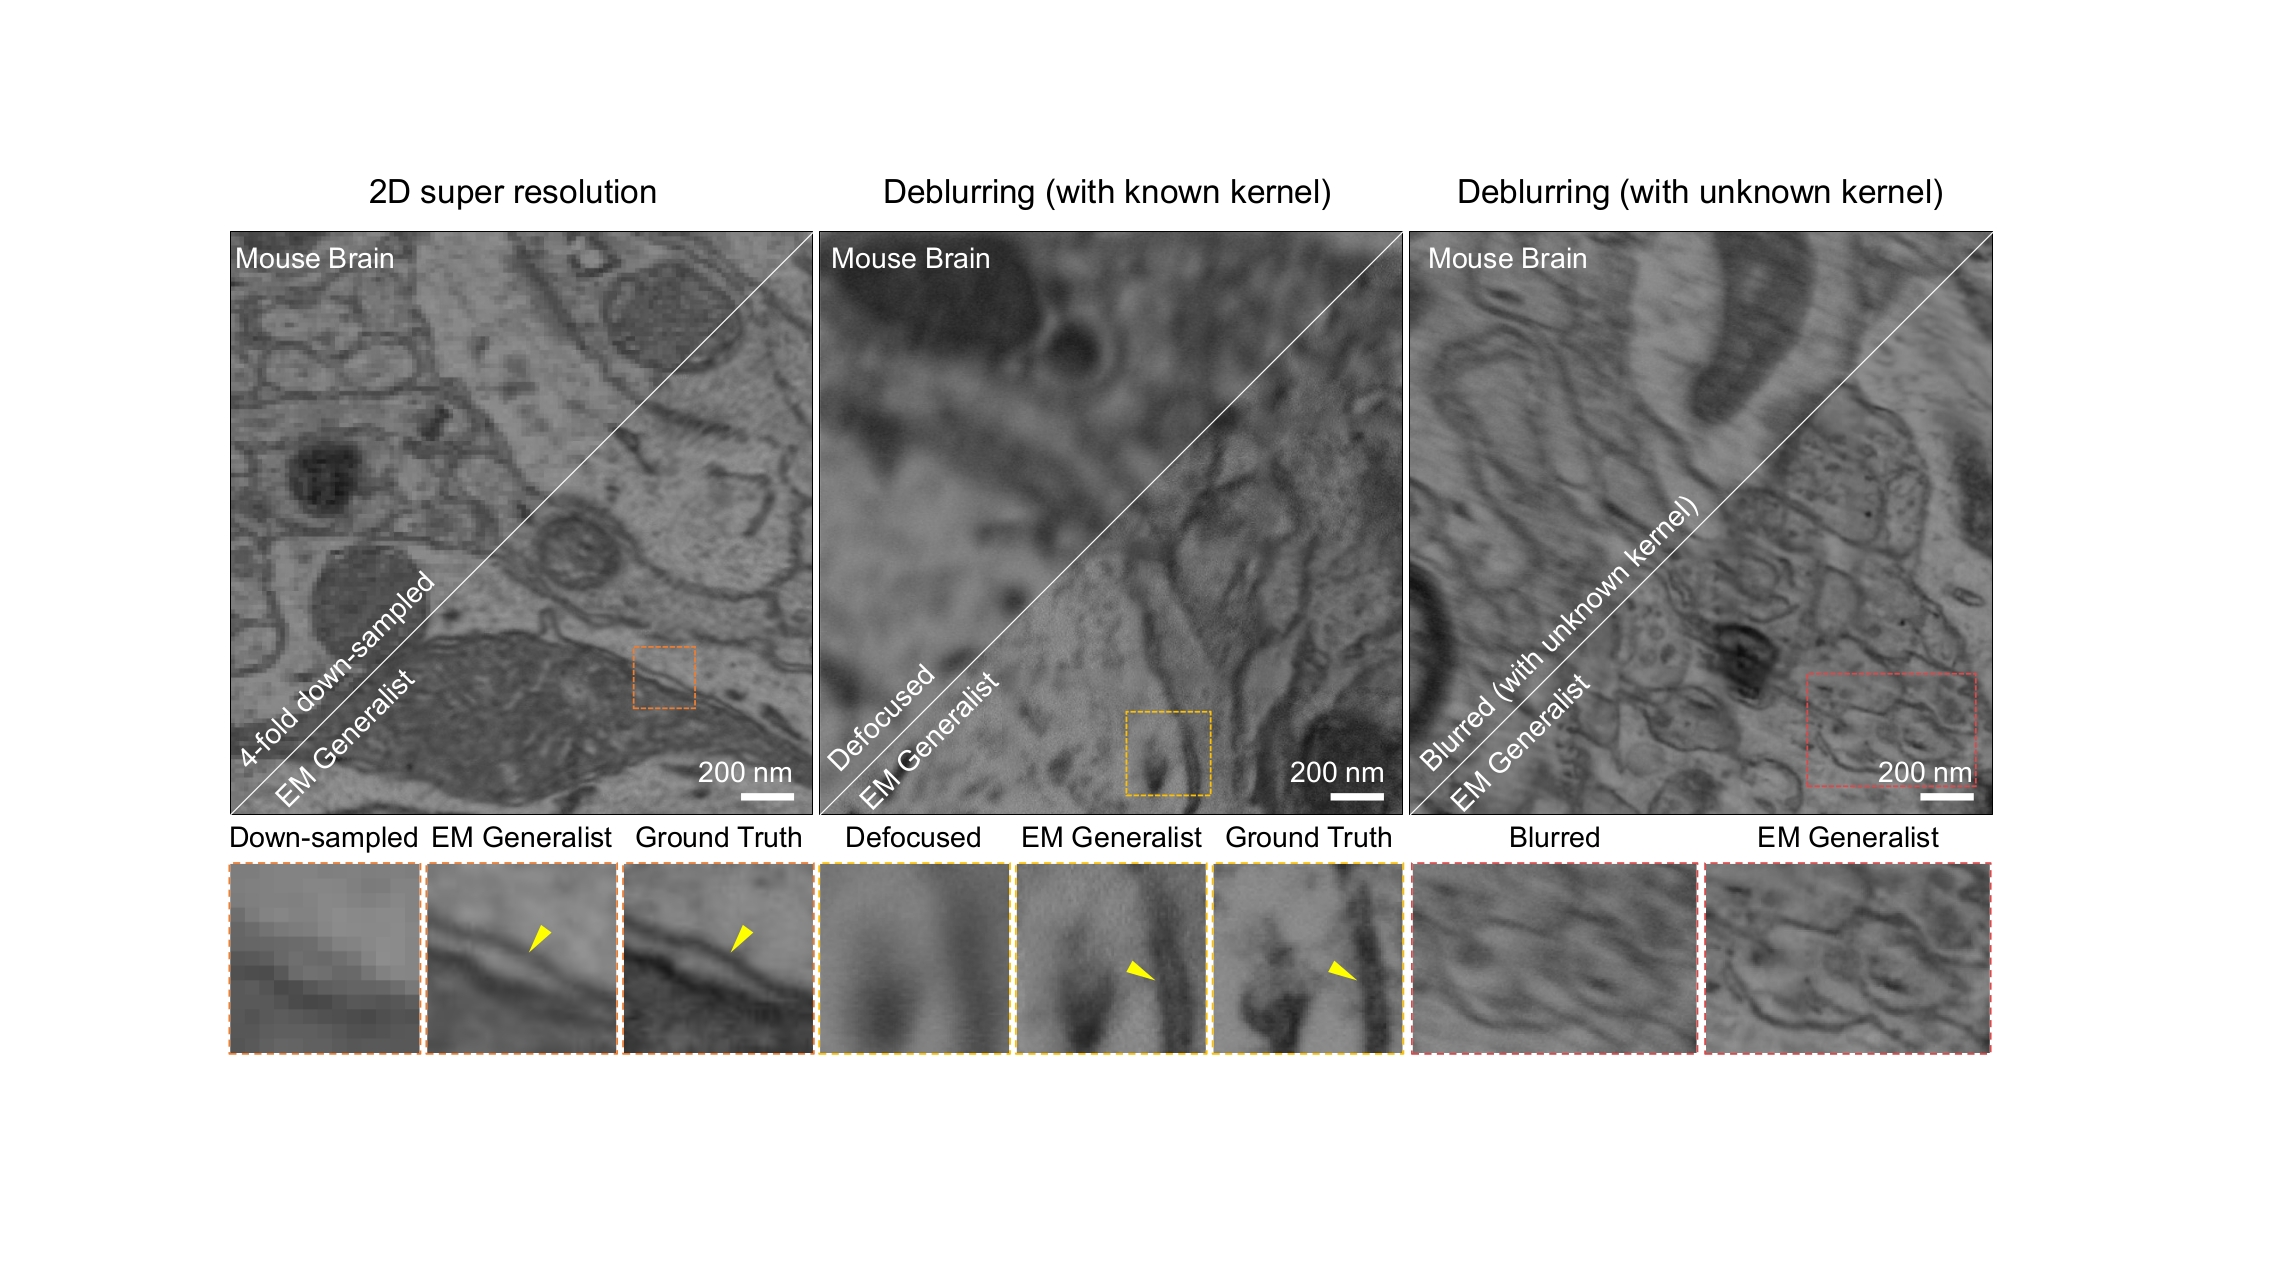 2D super resolution
Deblurring (with known kernel)
Deblurring (with unknown kernel)
Mouse Brain
4-fold down-sampled
EM Generalist
200 nm
Mouse Brain
Defocused
EM Generalist
200 nm
Mouse Brain
Blurred (with unknown kernel)
EM Generalist
200 nm
Down-sampled
EM Generalist
Ground Truth
Defocused
EM Generalist
Ground Truth
Blurred
EM Generalist